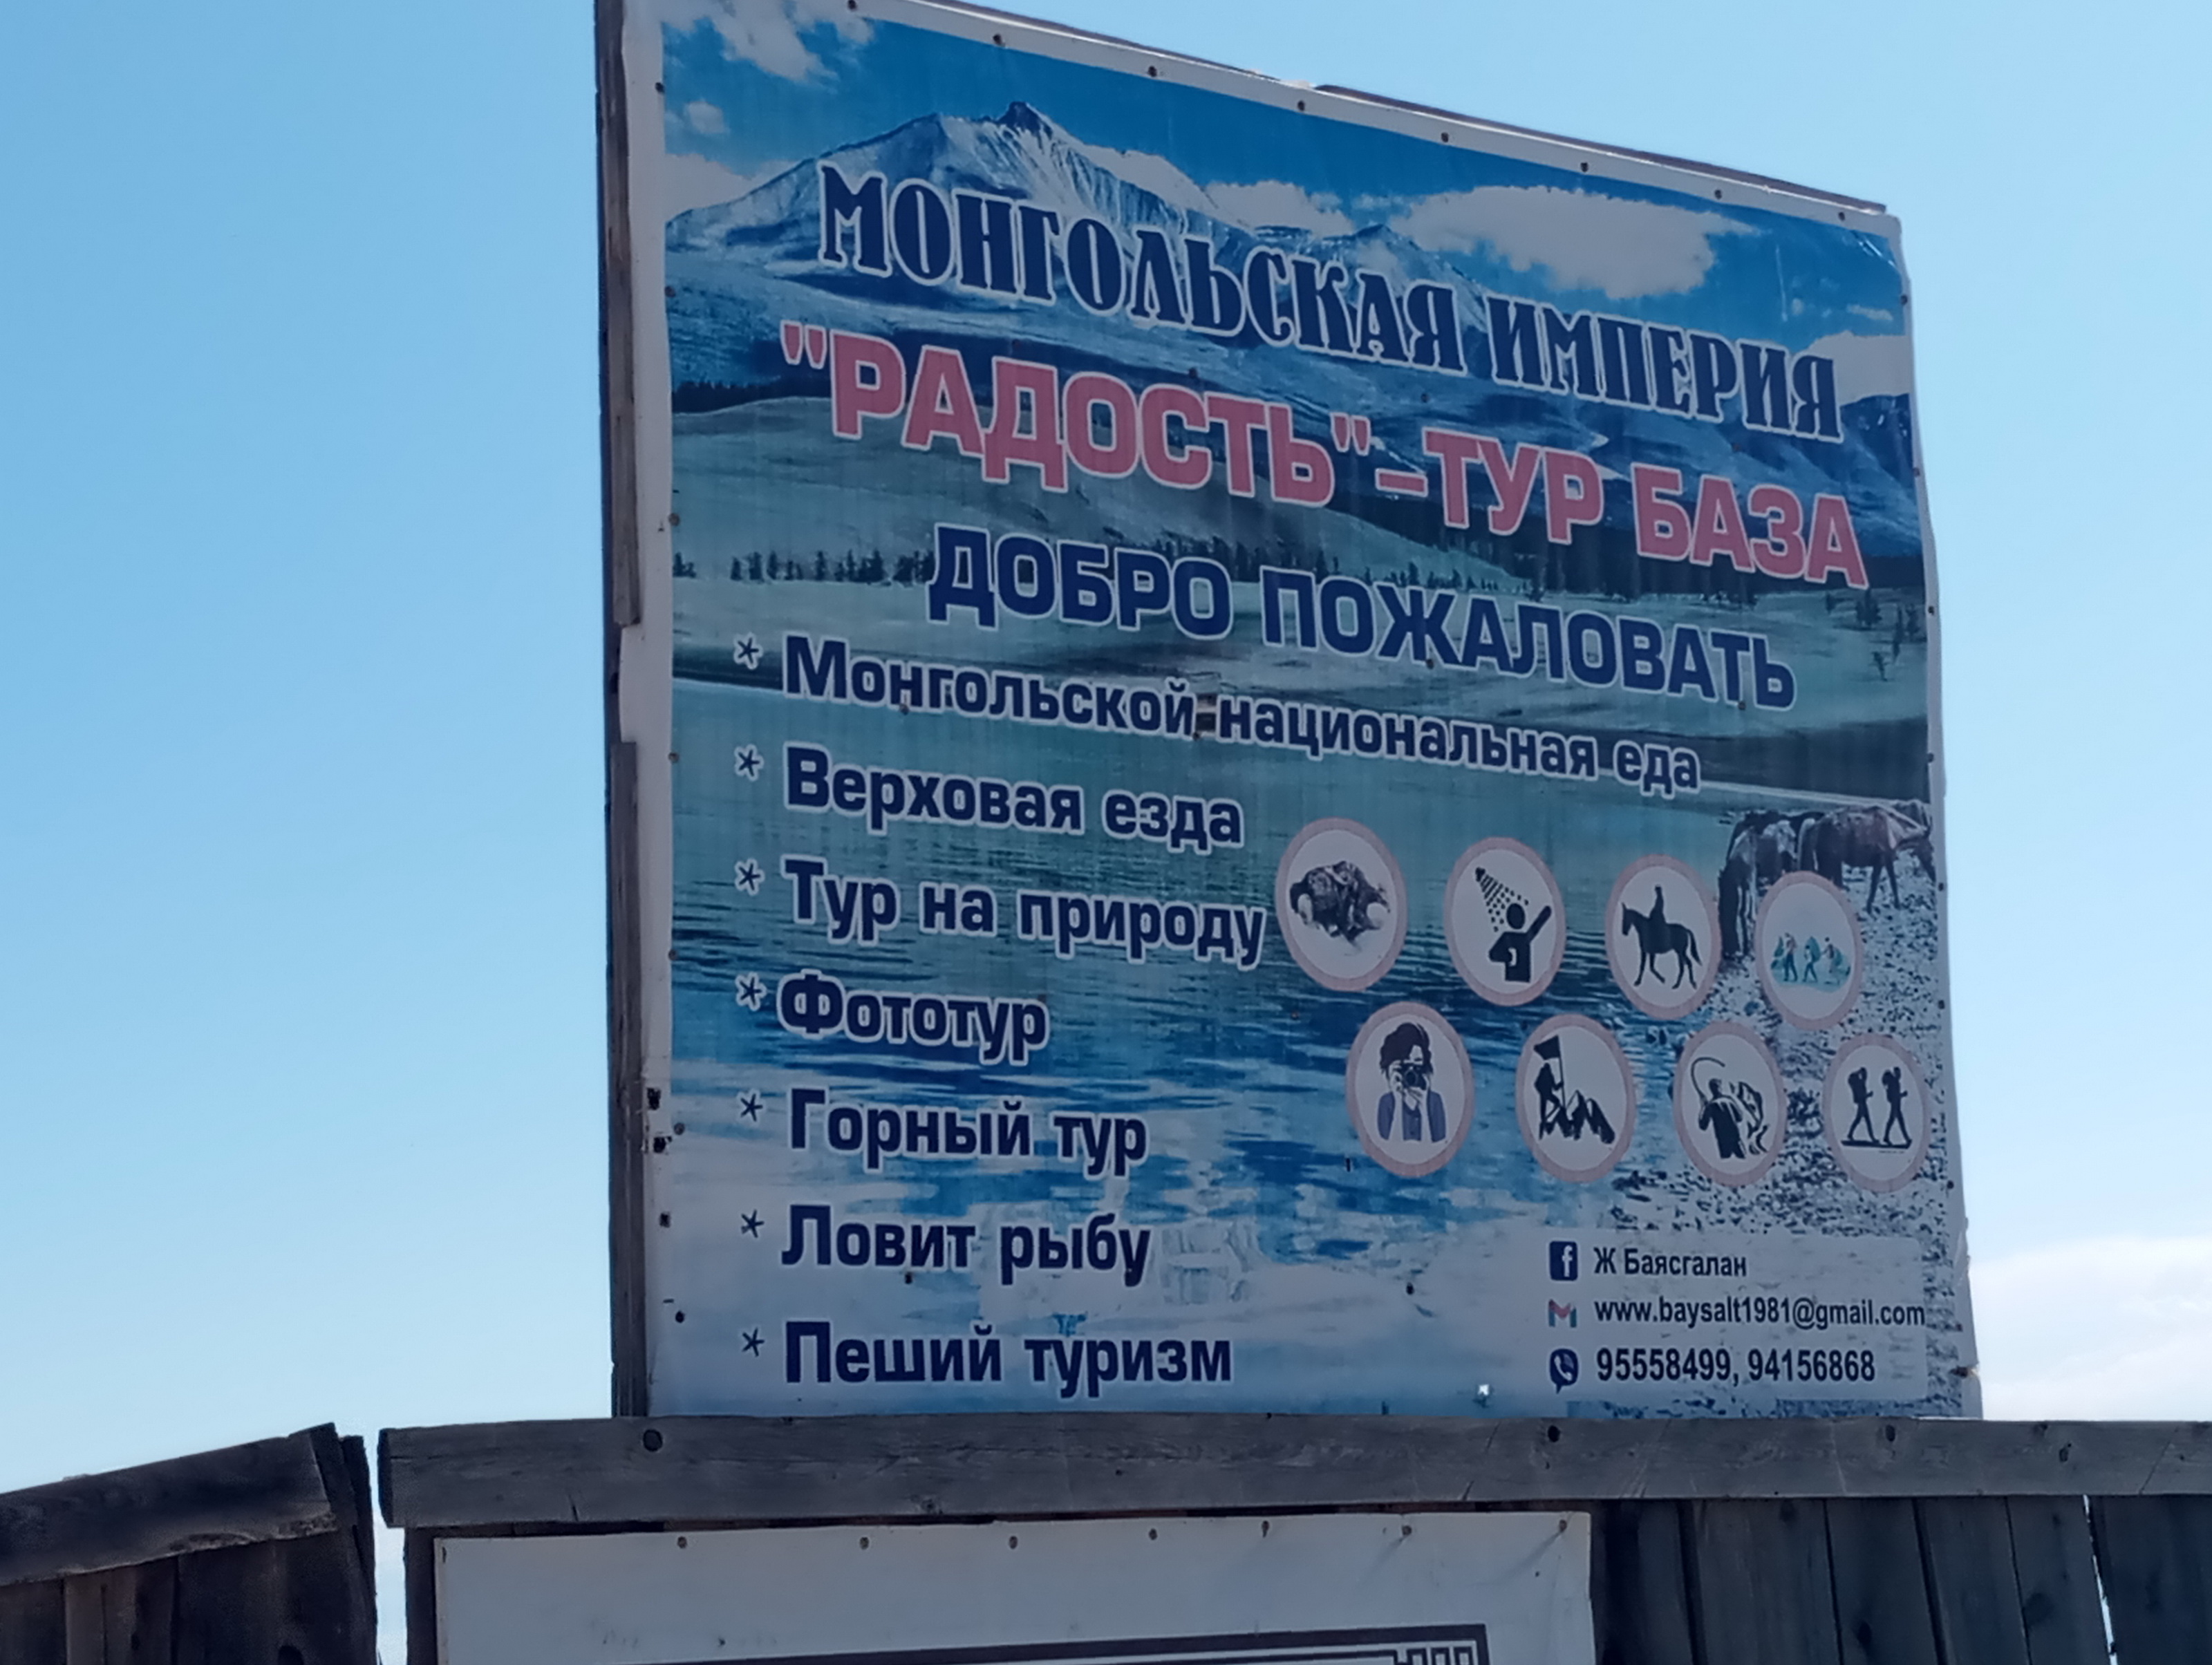 МОНГОЛЬСКАЯ ИМПЕРИЯ
"РАДОСТЬ"-ТУР БАЗА
ДОБРО ПОЖАЛОВАТЬ
* Монгольской национальная еда
* Верховая езда
* Тур на природу
* Фототур
* Горный тур
* Ловит рыбу
* Пеший туризм
Ж Баясгалан
www.baysalt1981@gmail.com
95558499, 94156868